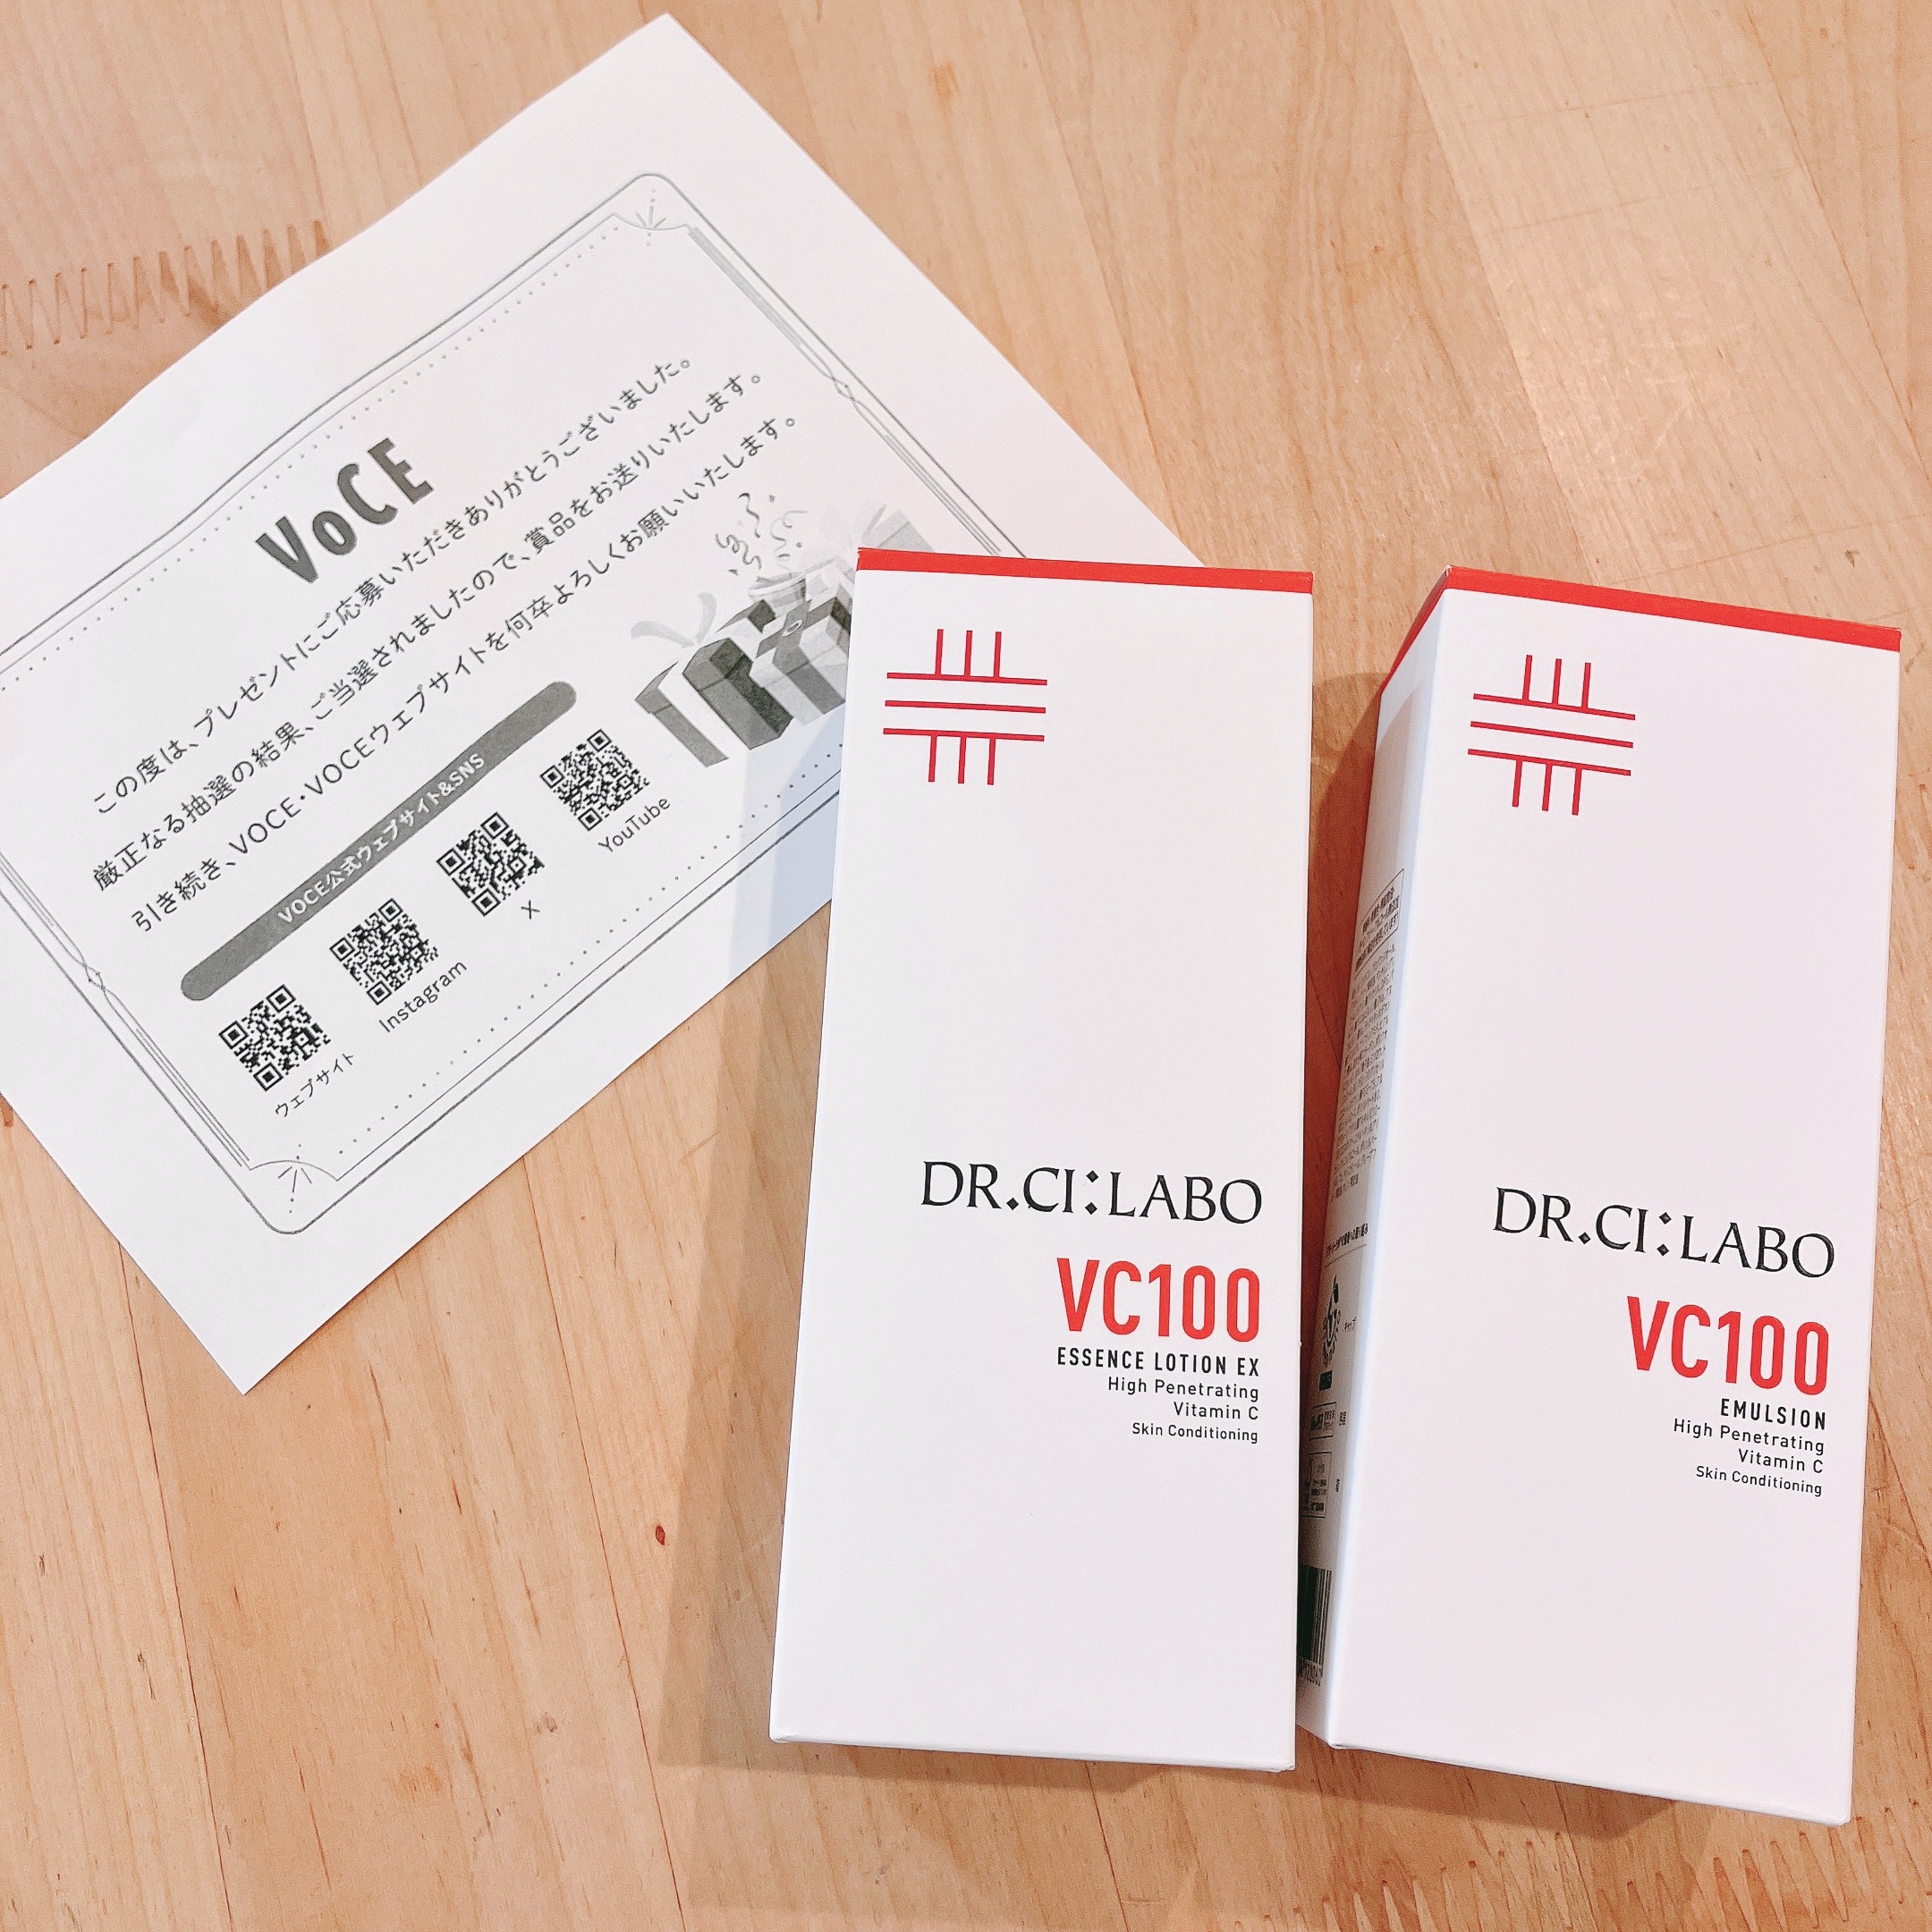 VoCE
この度は、プレゼントにご応募いただきありがとうございました。
厳正なる抽選の結果、ご当選されましたので、賞品をお送りいたします。
引き続き、VOCE・VOCEウェブサイトを何卒よろしくお願いいたします。
VOCE公式ウェブサイト&SNS
ウェブサイト
Instagram
X
YouTube
DR.CI:LABO
VC100
ESSENCE LOTION EX
High Penetrating
Vitamin C
Skin Conditioning
DR.CI:LABO
VC100
EMULSION
High Penetrating
Vitamin C
Skin Conditioning